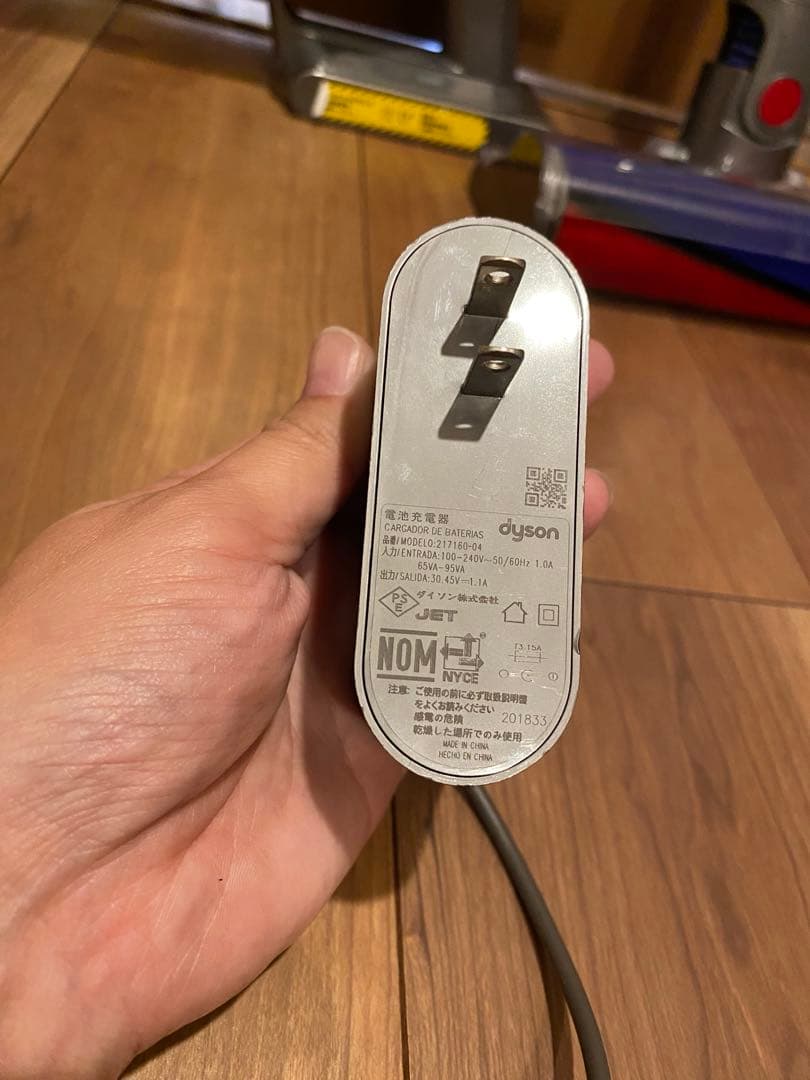 電池充電器
CARGADOR DE BATERIAS
dyson
品番/MODELO:217160-04
入力/ENTRADA:100-240V~50/60Hz 1.0A
65VA-95VA
出力/SALIDA:30.45V⎓1.1A
PSE
ダイソン株式会社
JET
NOM
NYCE
T3.15A
注意: ご使用の前に必ず取扱説明書
をよくお読みください
感電の危険
201833
乾燥した場所でのみ使用
MADE IN CHINA
HECHO EN CHINA